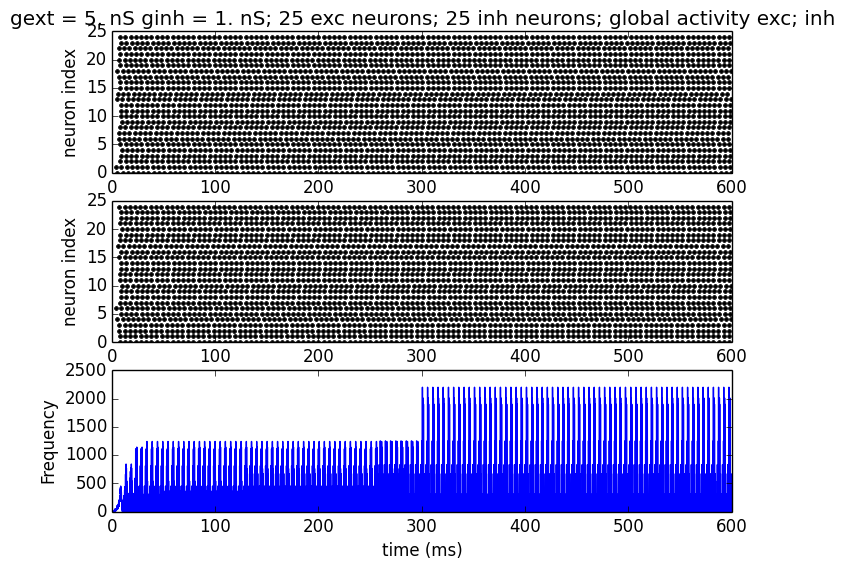 gext = 5. nS ginh = 1. nS; 25 exc neurons; 25 inh neurons; global activity exc; inh
25
20
15
10
5
0
neuron index
0 100 200 300 400 500 600
25
20
15
10
5
0
neuron index
0 100 200 300 400 500 600
2500
2000
1500
1000
500
0
Frequency
0 100 200 300 400 500 600
time (ms)